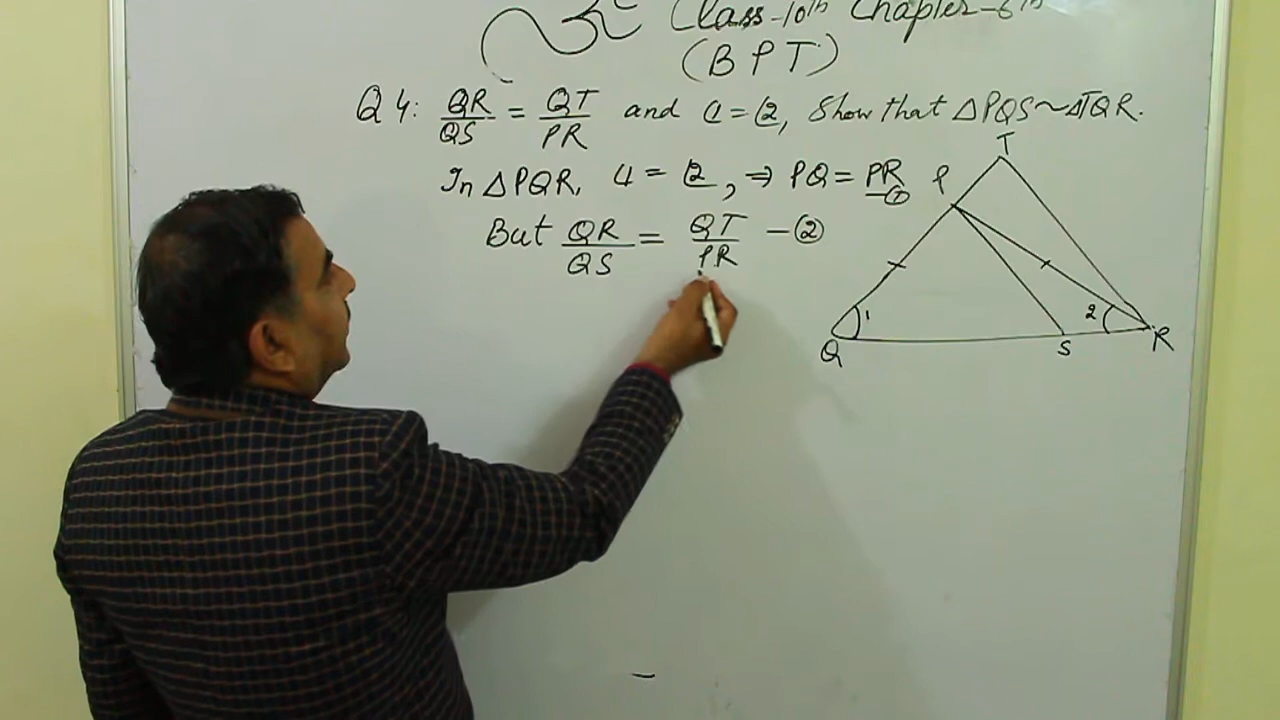 Class-10th Chapter-6th
(BPT)
Q4: QR/QS = QT/PR and ∠1 = ∠2, Show that △PQS ~ △TQR.
In △PQR, ∠1 = ∠2, ⇒ PQ = PR —①
But QR/QS = QT/PR —②
T
P
1
2
Q
S
R